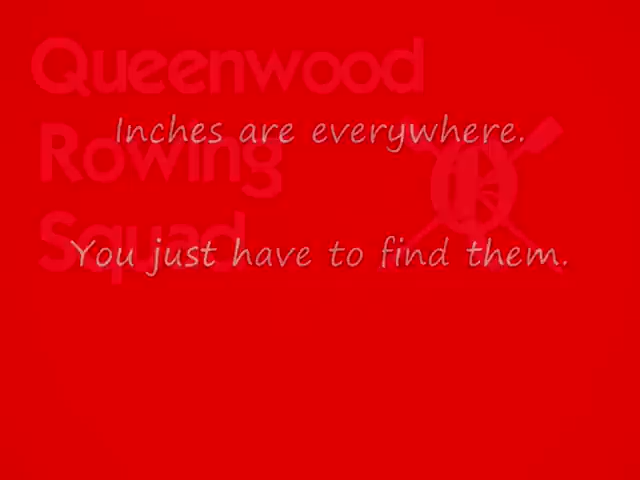 Queenwood
Inches are everywhere.
Rowing
Squad
You just have to find them.